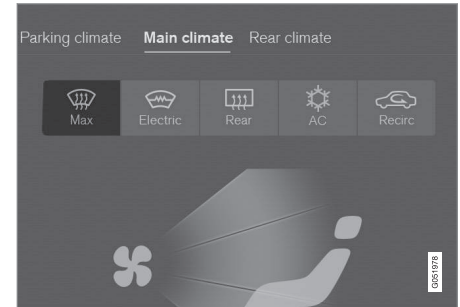 Parking climate Main climate Rear climate
Max Electric Rear AC Recirc
G051978